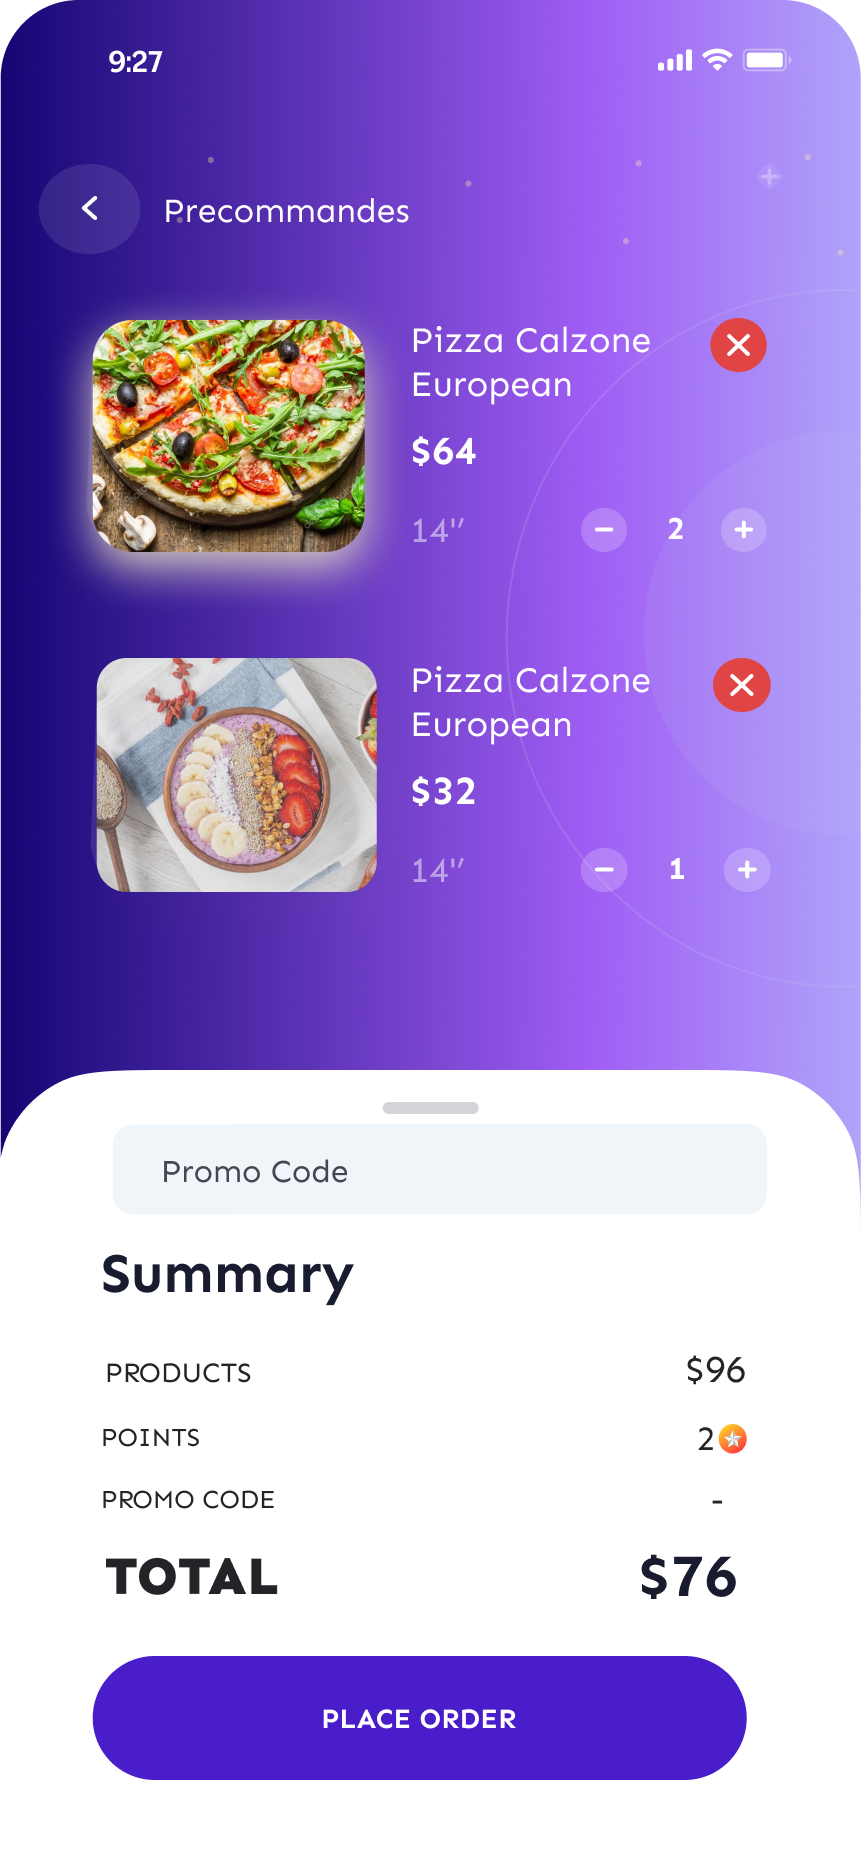 9:27
Precommandes
Pizza Calzone
European
$64
14''
2
Pizza Calzone
European
$32
14''
1
Promo Code
Summary
PRODUCTS $96
POINTS 2
PROMO CODE -
TOTAL $76
PLACE ORDER